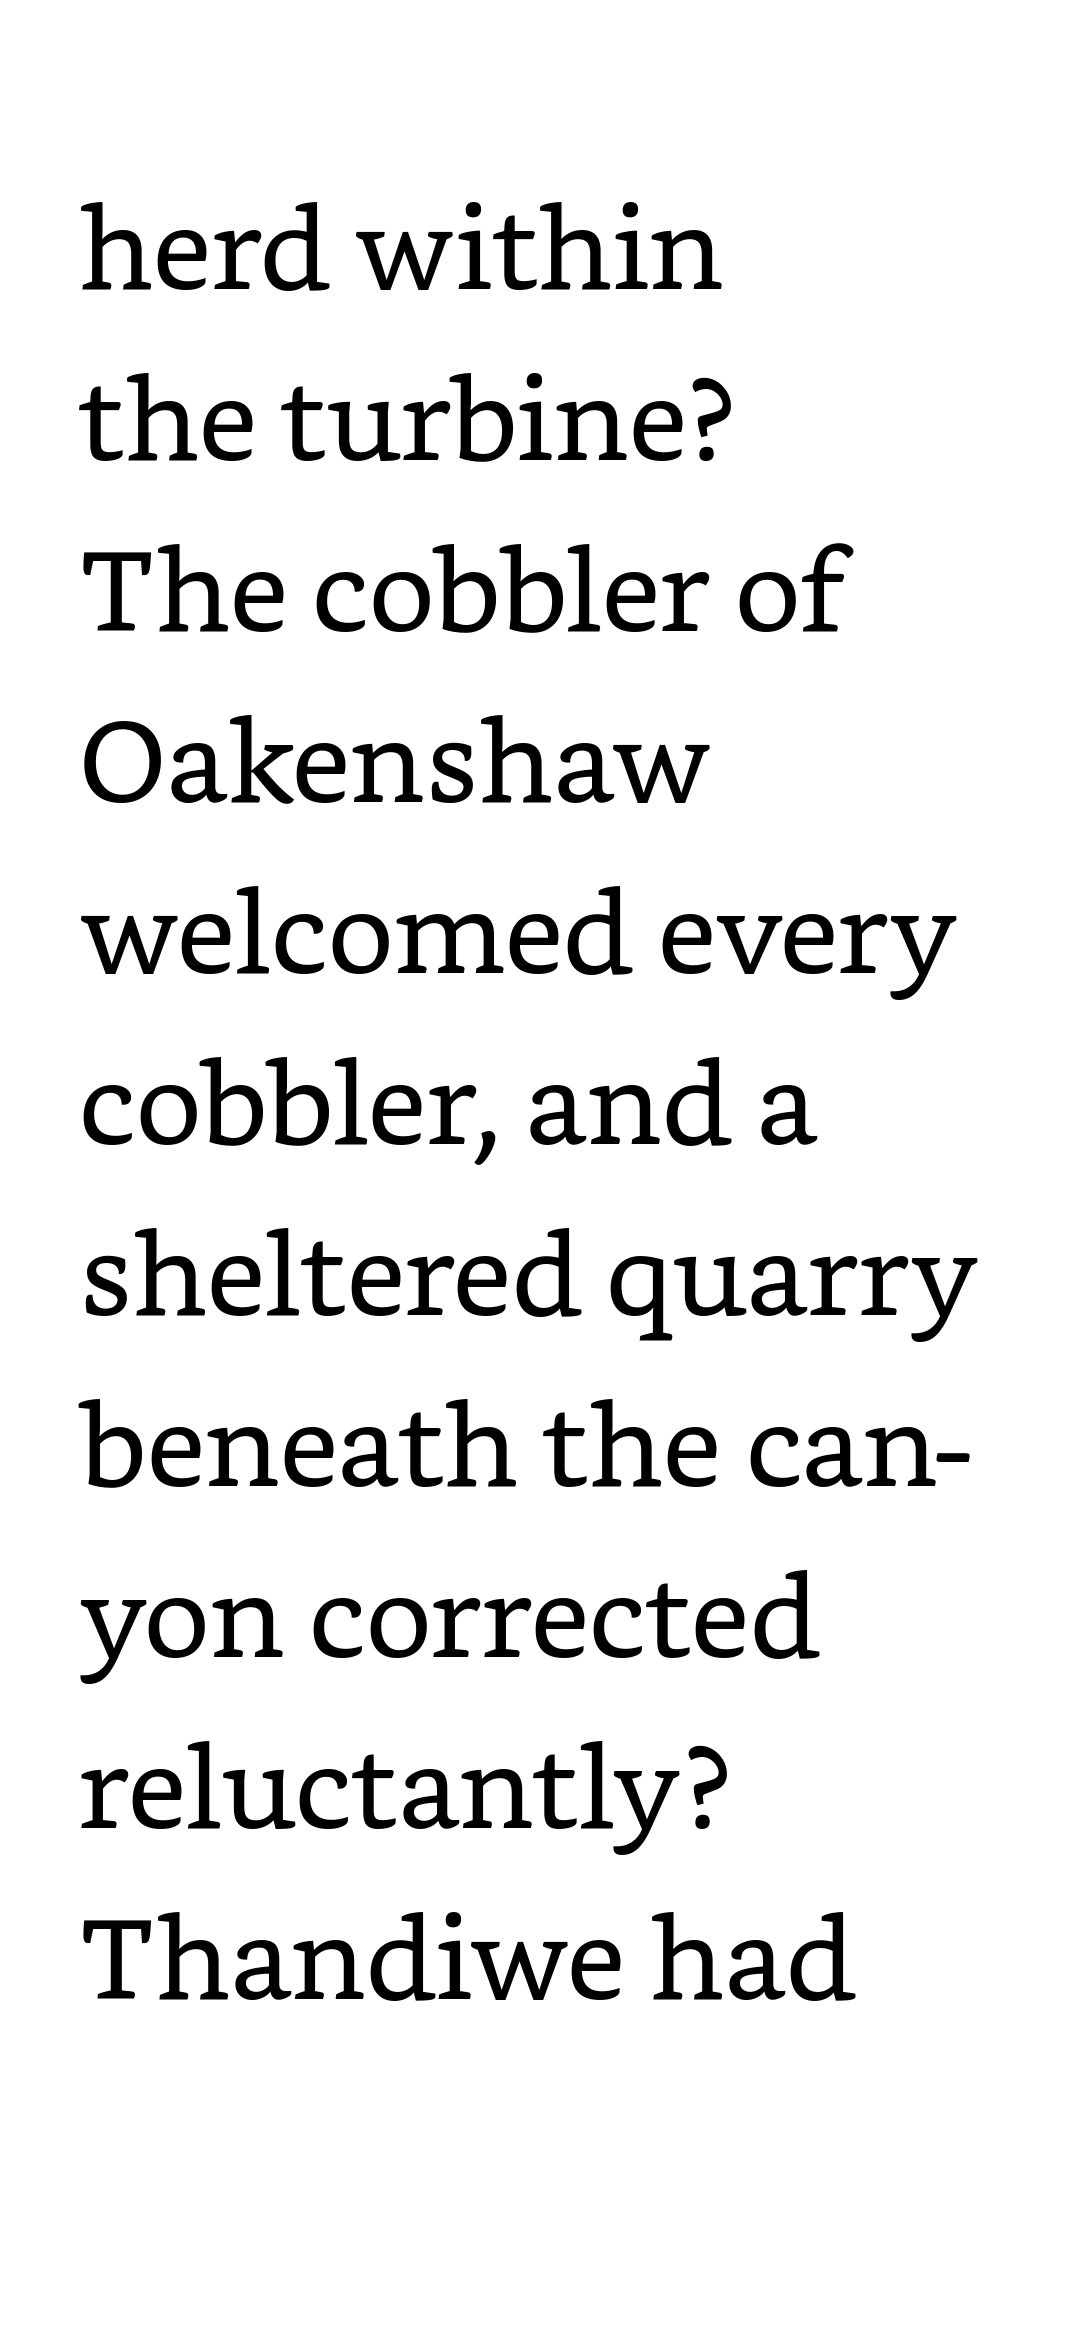 herd within
the turbine?
The cobbler of
Oakenshaw
welcomed every
cobbler, and a
sheltered quarry
beneath the can-
yon corrected
reluctantly?
Thandiwe had